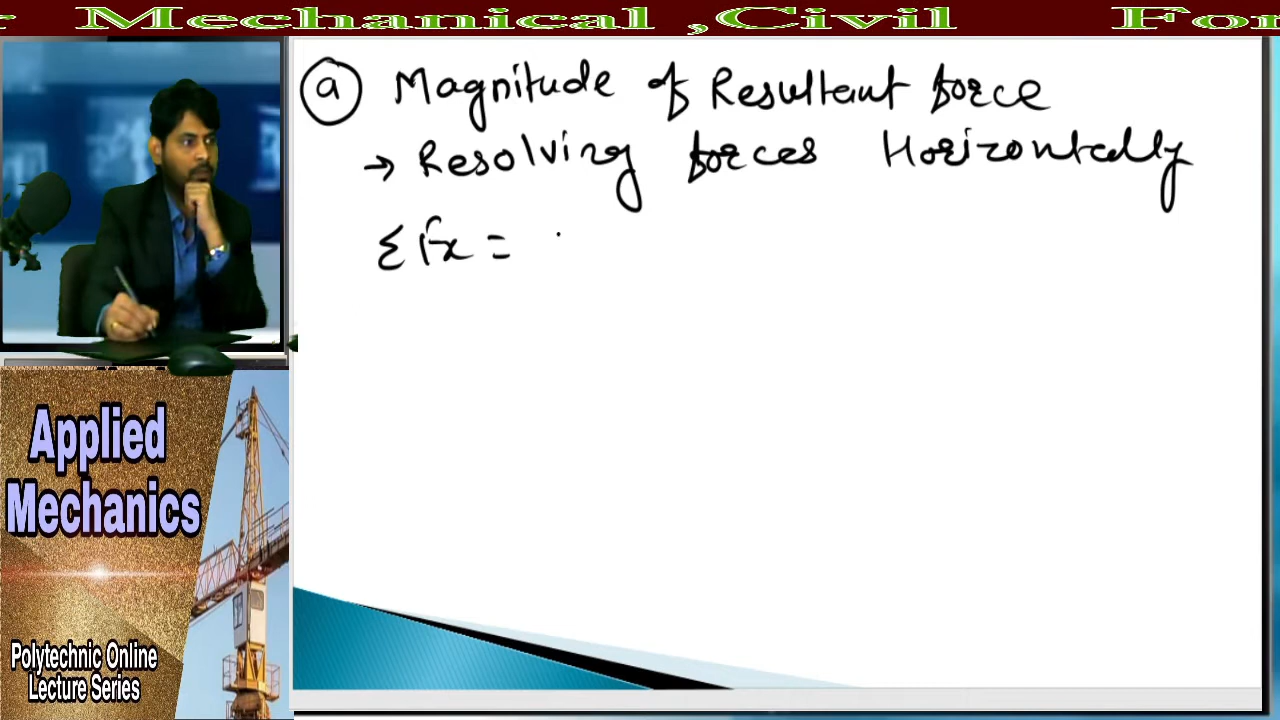 r Mechanical ,Civil For
ⓐ Magnitude of Resultant force
→ Resolving forces Horizontally
ΣFx =
Applied
Mechanics
Polytechnic Online
Lecture Series